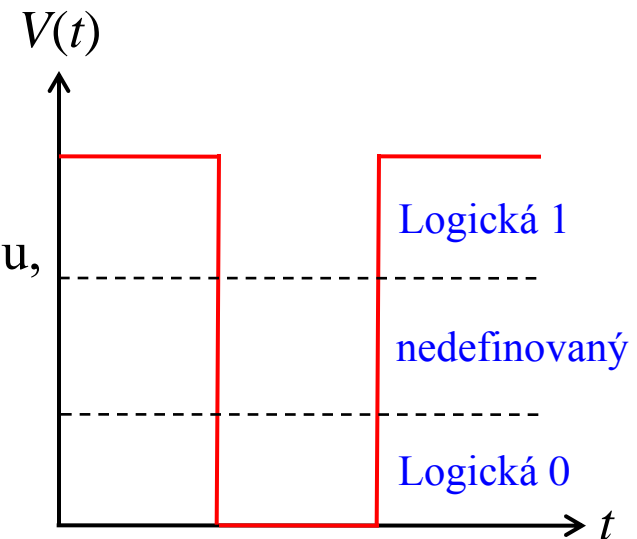 V(t)
Logická 1
u,
nedefinovaný
Logická 0
t